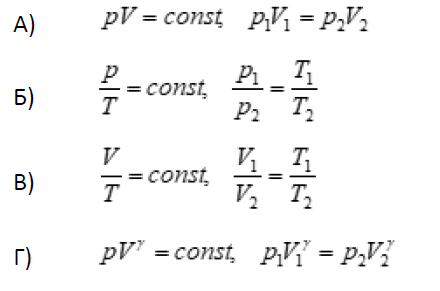 А) pV = const, p₁V₁ = p₂V₂
Б) p/T = const, p₁/p₂ = T₁/T₂
В) V/T = const, V₁/V₂ = T₁/T₂
Г) pV^γ = const, p₁V₁^γ = p₂V₂^γ